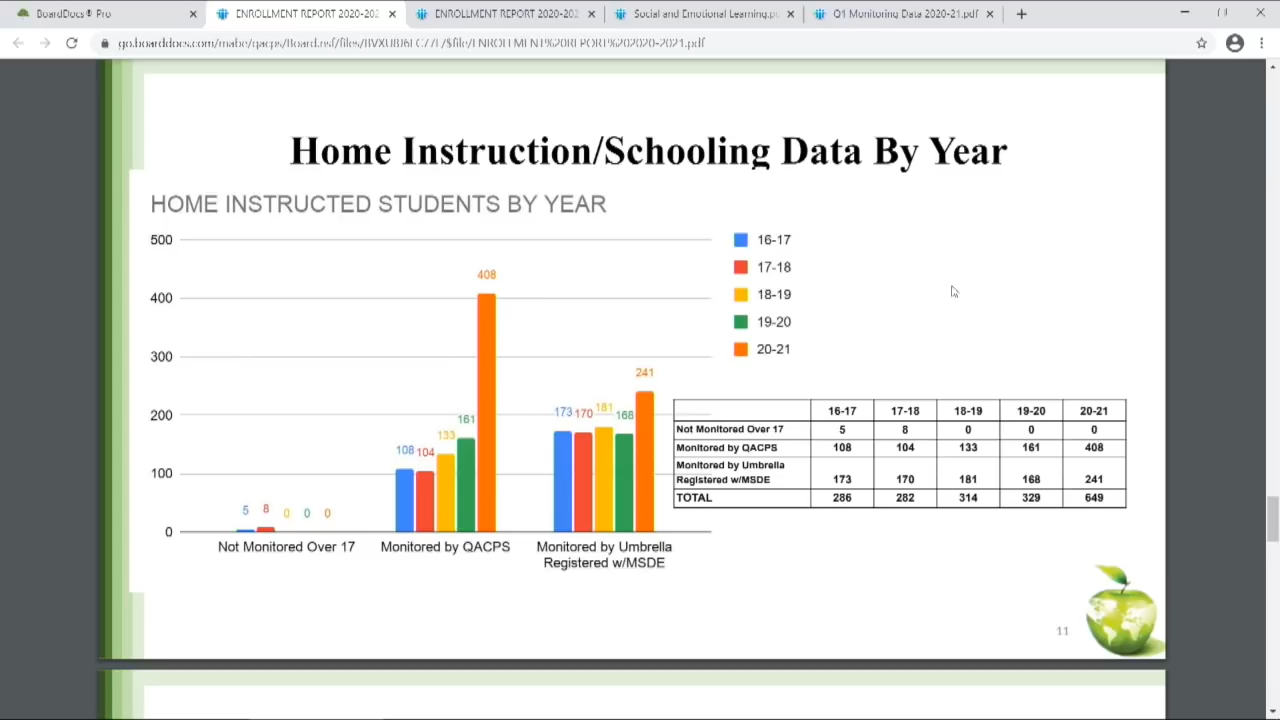 BoardDocs® Pro
ENROLLMENT REPORT 2020-202
ENROLLMENT REPORT 2020-202
Social and Emotional Learning.pd
Q1 Monitoring Data 2020-21.pdf
Home Instruction/Schooling Data By Year
HOME INSTRUCTED STUDENTS BY YEAR
500
400
300
200
100
0
5 8 0 0 0
108 104 133 161 408
173 170 181 168 241
Not Monitored Over 17
Monitored by QACPS
Monitored by Umbrella
Registered w/MSDE
16-17
17-18
18-19
19-20
20-21
16-17 17-18 18-19 19-20 20-21
Not Monitored Over 17 5 8 0 0 0
Monitored by QACPS 108 104 133 161 408
Monitored by Umbrella
Registered w/MSDE 173 170 181 168 241
TOTAL 286 282 314 329 649
11